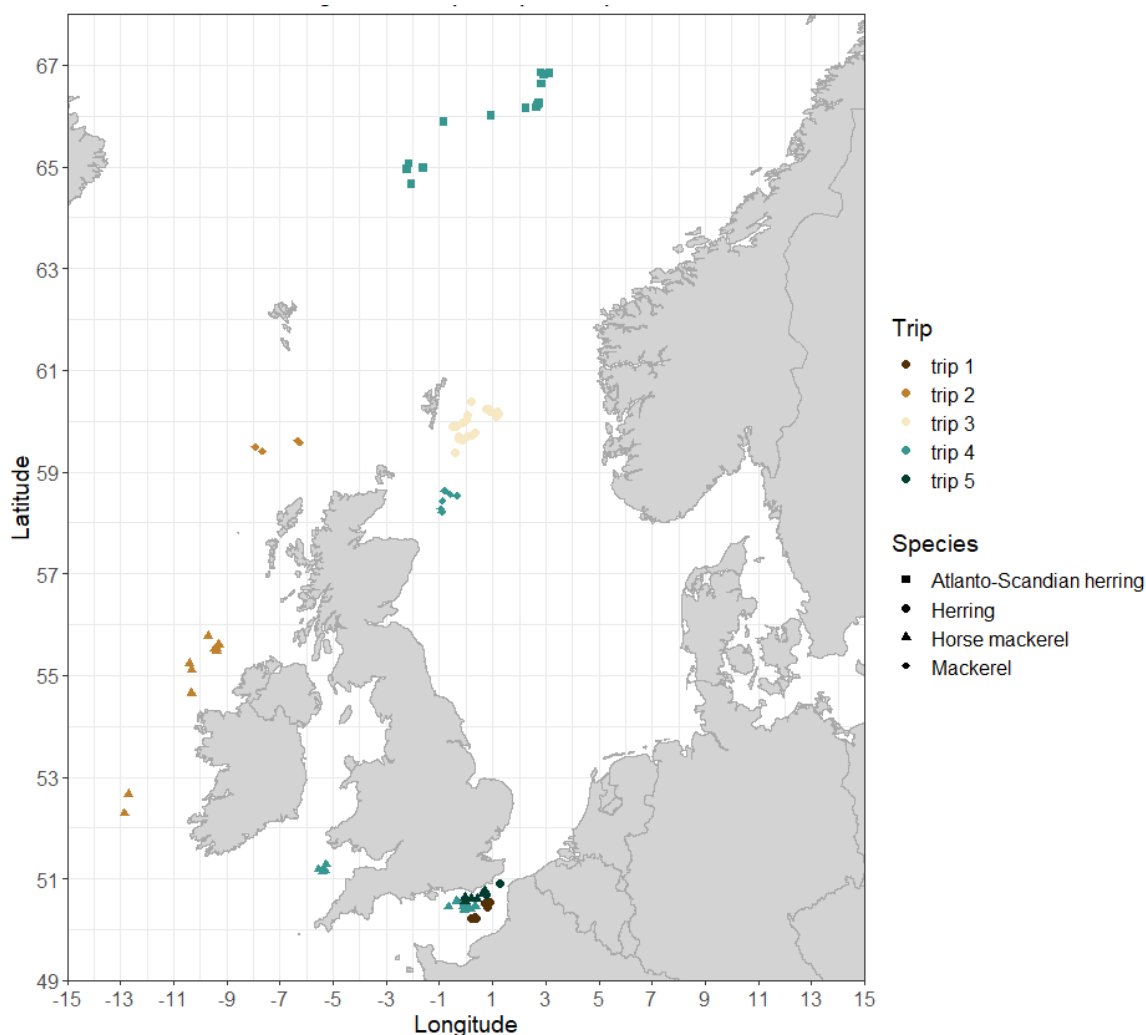 67
65
63
61
59
57
55
53
51
49
-15
-13
-11
-9
-7
-5
-3
-1
1
3
5
7
9
11
13
15
Latitude
Longitude
Trip
trip 1
trip 2
trip 3
trip 4
trip 5
Species
Atlanto-Scandian herring
Herring
Horse mackerel
Mackerel